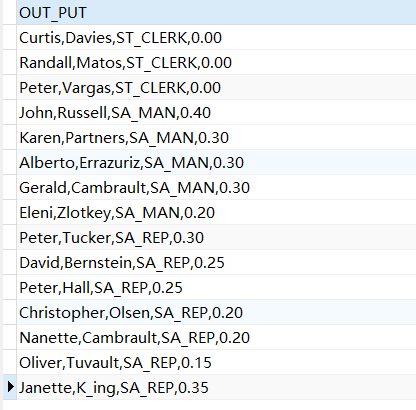 OUT_PUT
Curtis,Davies,ST_CLERK,0.00
Randall,Matos,ST_CLERK,0.00
Peter,Vargas,ST_CLERK,0.00
John,Russell,SA_MAN,0.40
Karen,Partners,SA_MAN,0.30
Alberto,Errazuriz,SA_MAN,0.30
Gerald,Cambrault,SA_MAN,0.30
Eleni,Zlotkey,SA_MAN,0.20
Peter,Tucker,SA_REP,0.30
David,Bernstein,SA_REP,0.25
Peter,Hall,SA_REP,0.25
Christopher,Olsen,SA_REP,0.20
Nanette,Cambrault,SA_REP,0.20
Oliver,Tuvault,SA_REP,0.15
Janette,K_ing,SA_REP,0.35